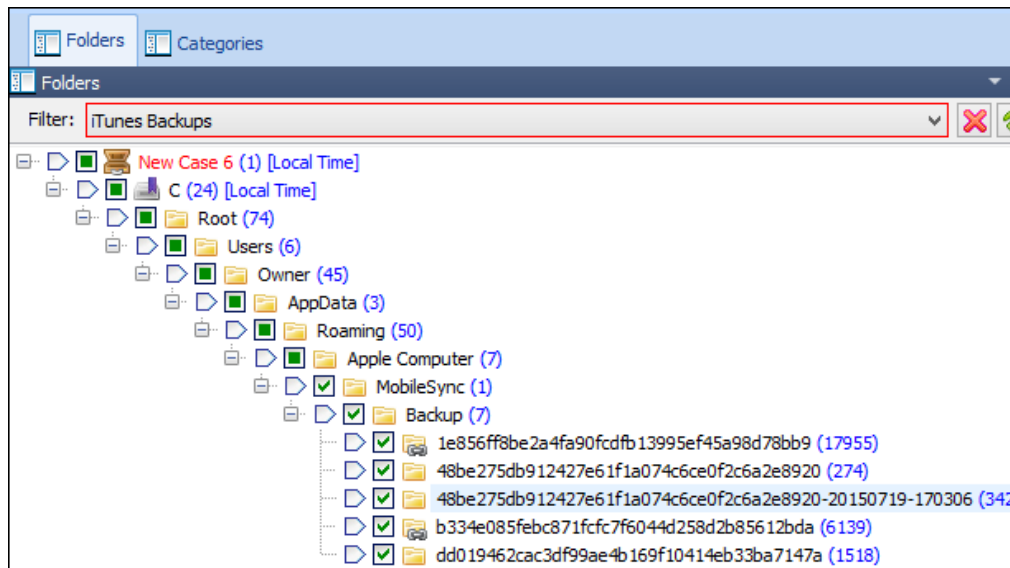 Folders Categories
Folders
Filter: iTunes Backups
New Case 6 (1) [Local Time]
C (24) [Local Time]
Root (74)
Users (6)
Owner (45)
AppData (3)
Roaming (50)
Apple Computer (7)
MobileSync (1)
Backup (7)
1e856ff8be2a4fa90fcdfb13995ef45a98d78bb9 (17955)
48be275db912427e61f1a074c6ce0f2c6a2e8920 (274)
48be275db912427e61f1a074c6ce0f2c6a2e8920-20150719-170306 (342
b334e085febc871fcfc7f6044d258d2b85612bda (6139)
dd019462cac3df99ae4b169f10414eb33ba7147a (1518)